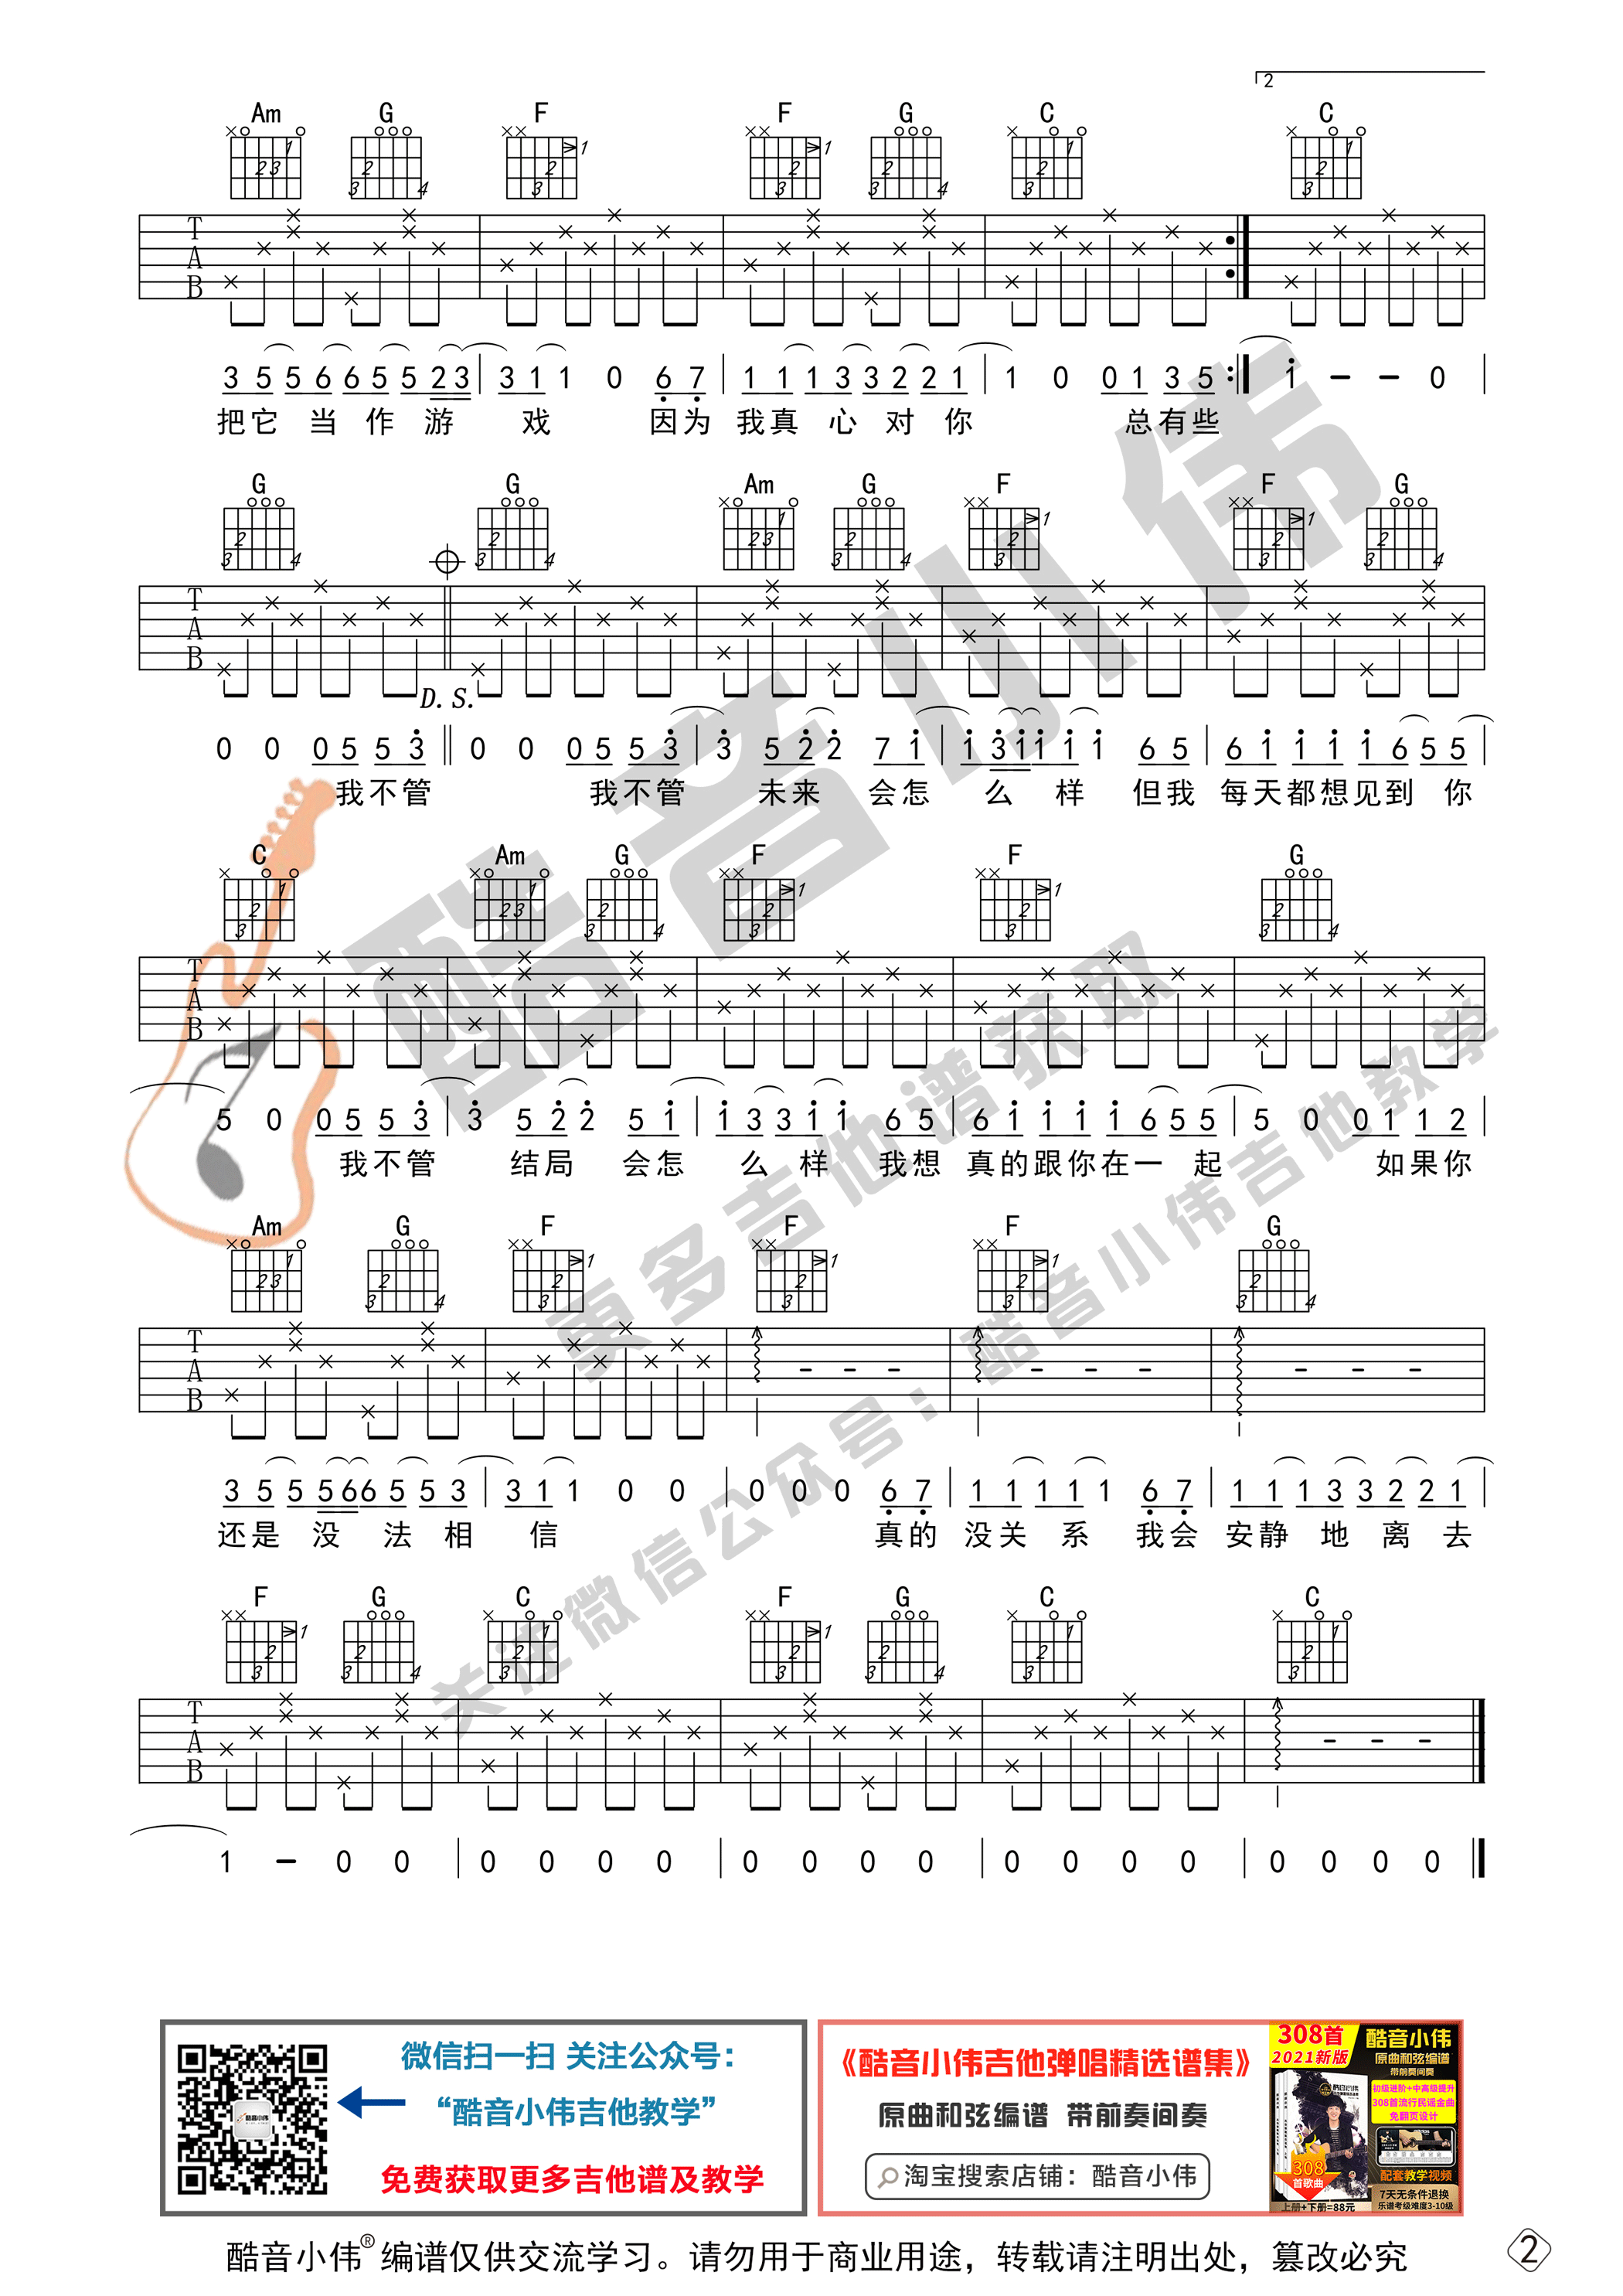 2
Am G F F G C C
T
A
B
3 5 5 6 6 5 5 2 3 | 3 1 1 0 6 7 | 1 1 1 3 3 2 2 1 | 1 0 0 1 3 5 :| 1 - - 0 |
把它 当 作 游 戏 因为 我真 心 对 你 总有些
G G Am G F F G
T
A
B
D. S.
0 0 0 5 5 3 || 0 0 0 5 5 3 | 3 5 2 2 7 1 | 1 3 1 1 1 1 6 5 | 6 1 1 1 1 6 5 5 |
我不管 我不管 未来 会怎 么 样 但我 每天都想见到 你
C Am G F F G
T
A
B
5 0 0 5 5 3 | 3 5 2 2 5 1 | 1 3 3 1 1 6 5 | 6 1 1 1 1 6 5 5 | 5 0 0 1 1 2 |
我不管 结局 会怎 么 样 我想 真的跟你在一 起 如果你
Am G F F F G
T
A
B
3 5 5 5 6 6 5 5 3 | 3 1 1 0 0 | 0 0 0 6 7 | 1 1 1 1 1 6 7 | 1 1 1 3 3 2 2 1 |
还是 没 法 相 信 真的 没关 系 我会 安静 地 离 去
F G C F G C C
T
A
B
1 - 0 0 | 0 0 0 0 | 0 0 0 0 | 0 0 0 0 | 0 0 0 0
酷音小伟
更多吉他谱获取
关注微信公众号：酷音小伟吉他教学
微信扫一扫 关注公众号：
“酷音小伟吉他教学”
免费获取更多吉他谱及教学
酷音小伟
《酷音小伟吉他弹唱精选谱集》
原曲和弦编谱 带前奏间奏
淘宝搜索店铺：酷音小伟
308首
2021新版
酷音小伟
原曲和弦编谱
带前奏间奏
初级进阶+中高级提升
308首流行民谣金曲
免翻页设计
308
首歌曲
配套教学视频
上册+下册=88元
7天无条件退换
乐谱考级难度3-10级
酷音小伟®编谱仅供交流学习。请勿用于商业用途，转载请注明出处，篡改必究
2